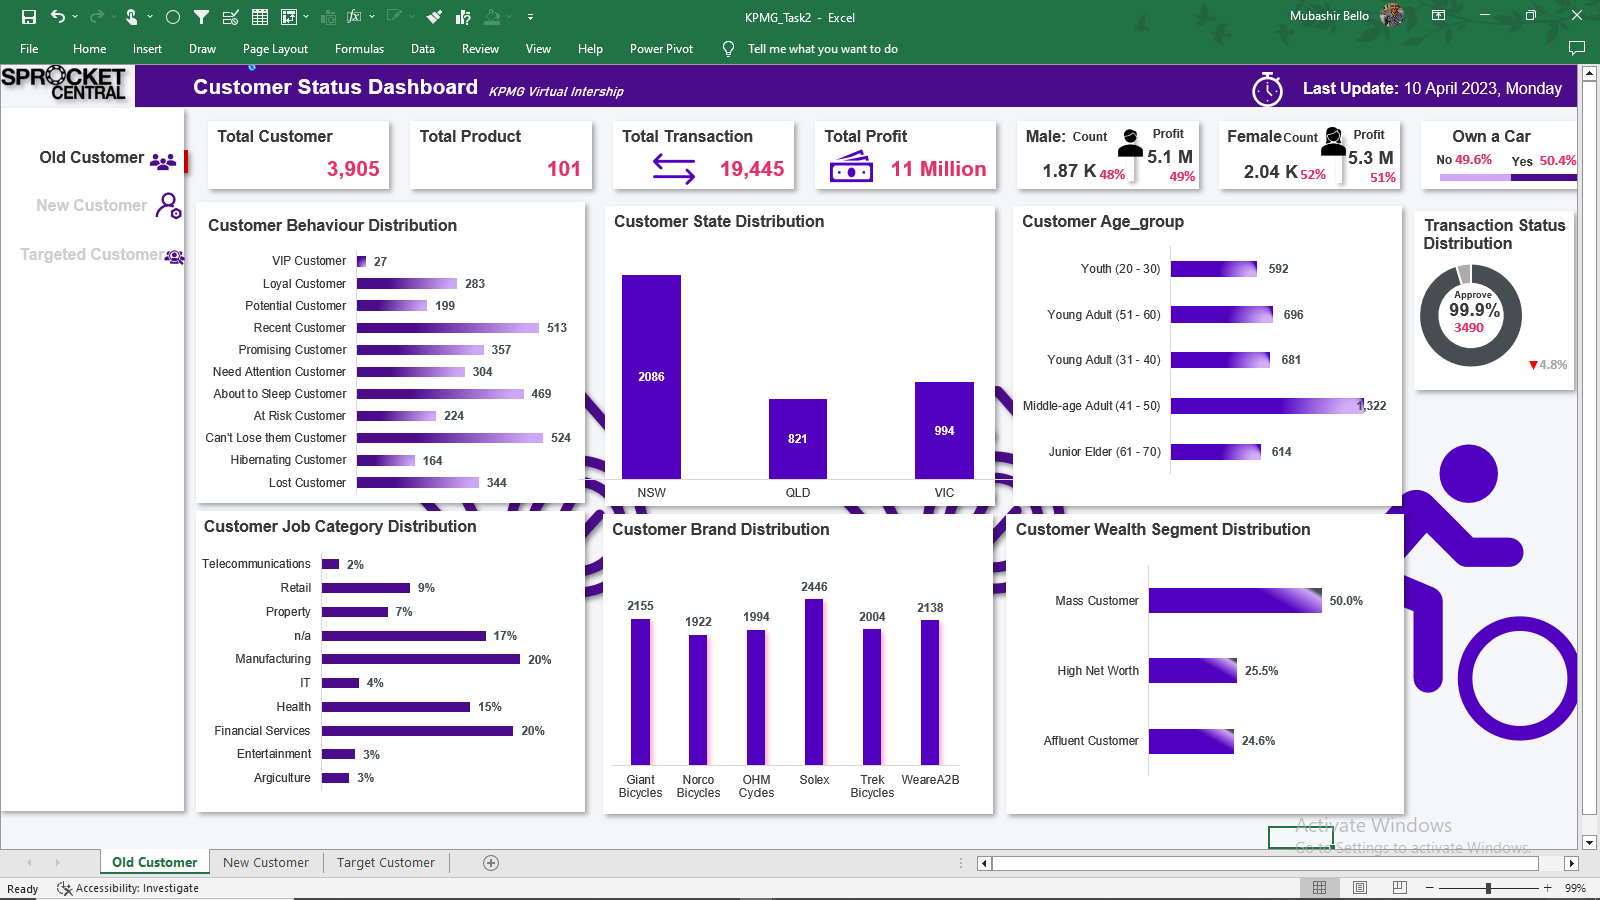 KPMG_Task2 - Excel
Mubashir Bello
File Home Insert Draw Page Layout Formulas Data Review View Help Power Pivot Tell me what you want to do
SPROCKET
CENTRAL
Customer Status Dashboard KPMG Virtual Intership
Last Update: 10 April 2023, Monday
Old Customer
New Customer
Targeted Customer
Total Customer
3,905
Total Product
101
Total Transaction
19,445
Total Profit
11 Million
Male: Count Profit
1.87 K 48% 5.1 M
49%
Female Count Profit
2.04 K 52% 5.3 M
51%
Own a Car
No 49.6% Yes 50.4%
Customer Behaviour Distribution
VIP Customer 27
Loyal Customer 283
Potential Customer 199
Recent Customer 513
Promising Customer 357
Need Attention Customer 304
About to Sleep Customer 469
At Risk Customer 224
Can't Lose them Customer 524
Hibernating Customer 164
Lost Customer 344
Customer State Distribution
2086
821
994
NSW QLD VIC
Customer Age_group
Youth (20 - 30) 592
Young Adult (51 - 60) 696
Young Adult (31 - 40) 681
Middle-age Adult (41 - 50) 1,322
Junior Elder (61 - 70) 614
Transaction Status
Distribution
Approve
99.9%
3490
▼4.8%
Customer Job Category Distribution
Telecommunications 2%
Retail 9%
Property 7%
n/a 17%
Manufacturing 20%
IT 4%
Health 15%
Financial Services 20%
Entertainment 3%
Argiculture 3%
Customer Brand Distribution
2155 1922 1994 2446 2004 2138
Giant Norco OHM Solex Trek WeareA2B
Bicycles Bicycles Cycles Bicycles
Customer Wealth Segment Distribution
Mass Customer 50.0%
High Net Worth 25.5%
Affluent Customer 24.6%
Activate Windows
Go to Settings to activate Windows.
Old Customer New Customer Target Customer
Ready Accessibility: Investigate
99%